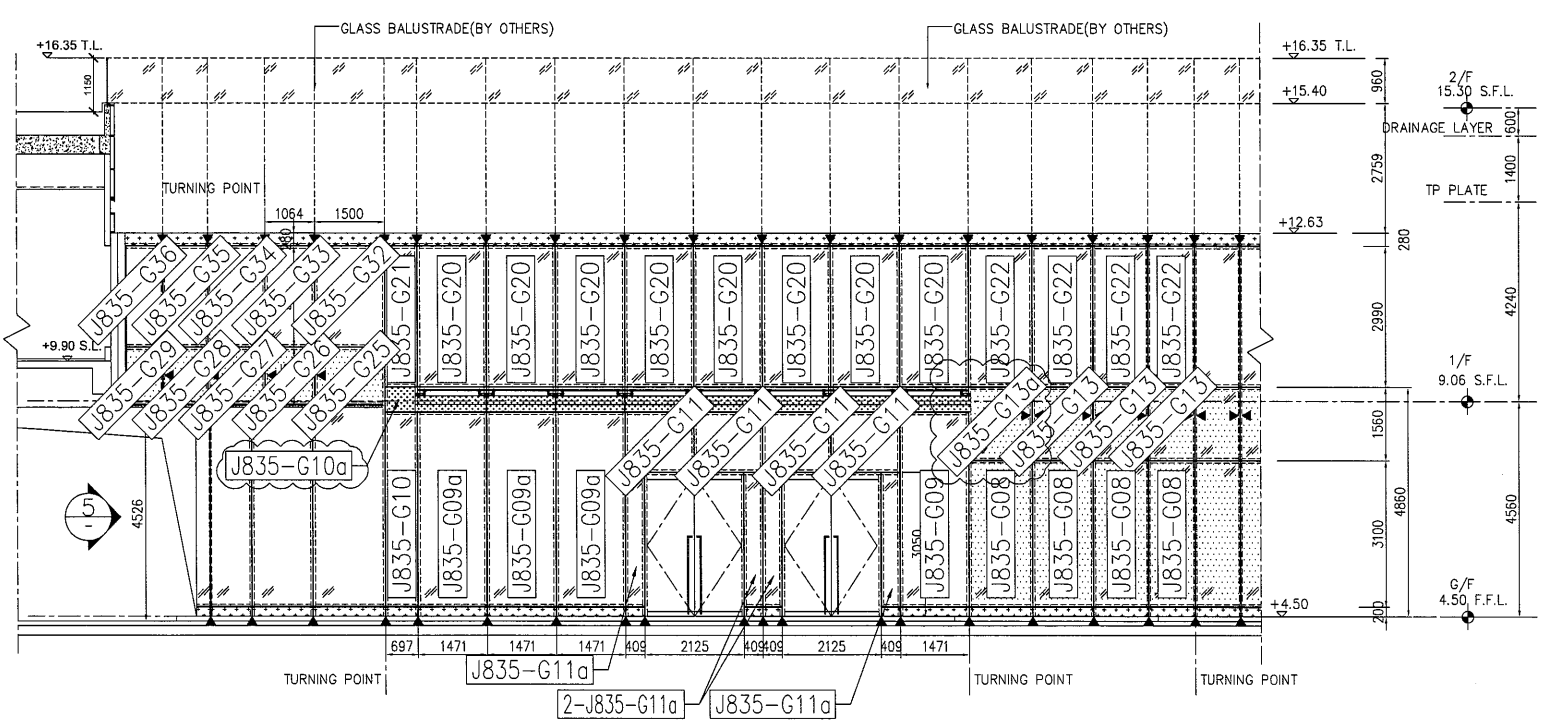 GLASS BALUSTRADE(BY OTHERS)
GLASS BALUSTRADE(BY OTHERS)
+16.35 T.L.
+16.35 T.L.
1150
960
2/F
15.30 S.F.L.
+15.40
600
DRAINAGE LAYER
2759
1400
TURNING POINT
TP PLATE
1064
1500
+12.63
280
280
J835-G36
J835-G35
J835-G34
J835-G33
J835-G32
J835-G21
J835-G20
J835-G20
J835-G20
J835-G20
J835-G20
J835-G20
J835-G20
J835-G20
J835-G22
J835-G22
J835-G22
J835-G22
2990
4240
+9.90 S.L.
J835-G29
J835-G28
J835-G27
J835-G26
J835-G25
1/F
9.06 S.F.L.
J835-G11
J835-G11
J835-G11
J835-G11
J835-G13a
J835-G13
J835-G13
J835-G13
1560
J835-G10a
J835-G10
J835-G09a
J835-G09a
J835-G09a
3050
J835-G09
J835-G08
J835-G08
J835-G08
J835-G08
5
-
4526
3100
4860
4560
G/F
4.50 F.F.L.
+4.50
200
697
1471
1471
1471
409
2125
409
409
2125
409
1471
J835-G11a
TURNING POINT
TURNING POINT
TURNING POINT
2-J835-G11a
J835-G11a